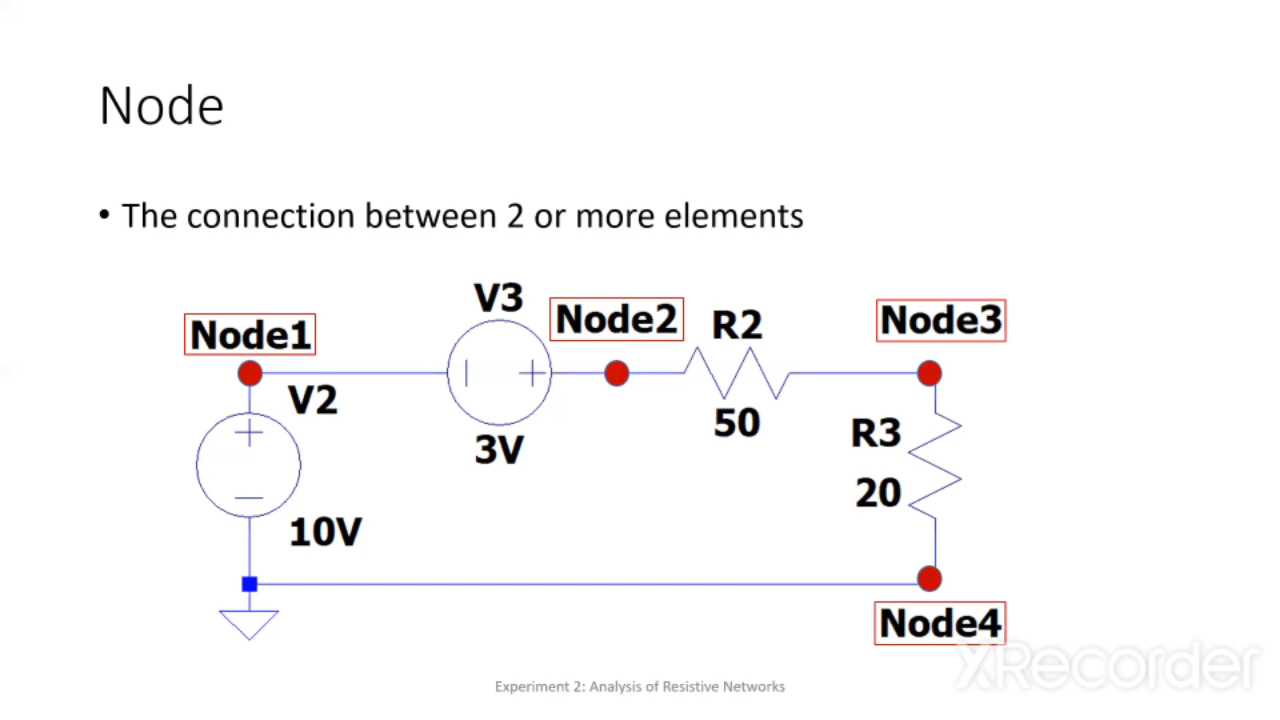 Node
• The connection between 2 or more elements
V3
Node1
Node2
R2
Node3
V2
50
3V
R3
20
10V
Node4
XRecorder
Experiment 2: Analysis of Resistive Networks